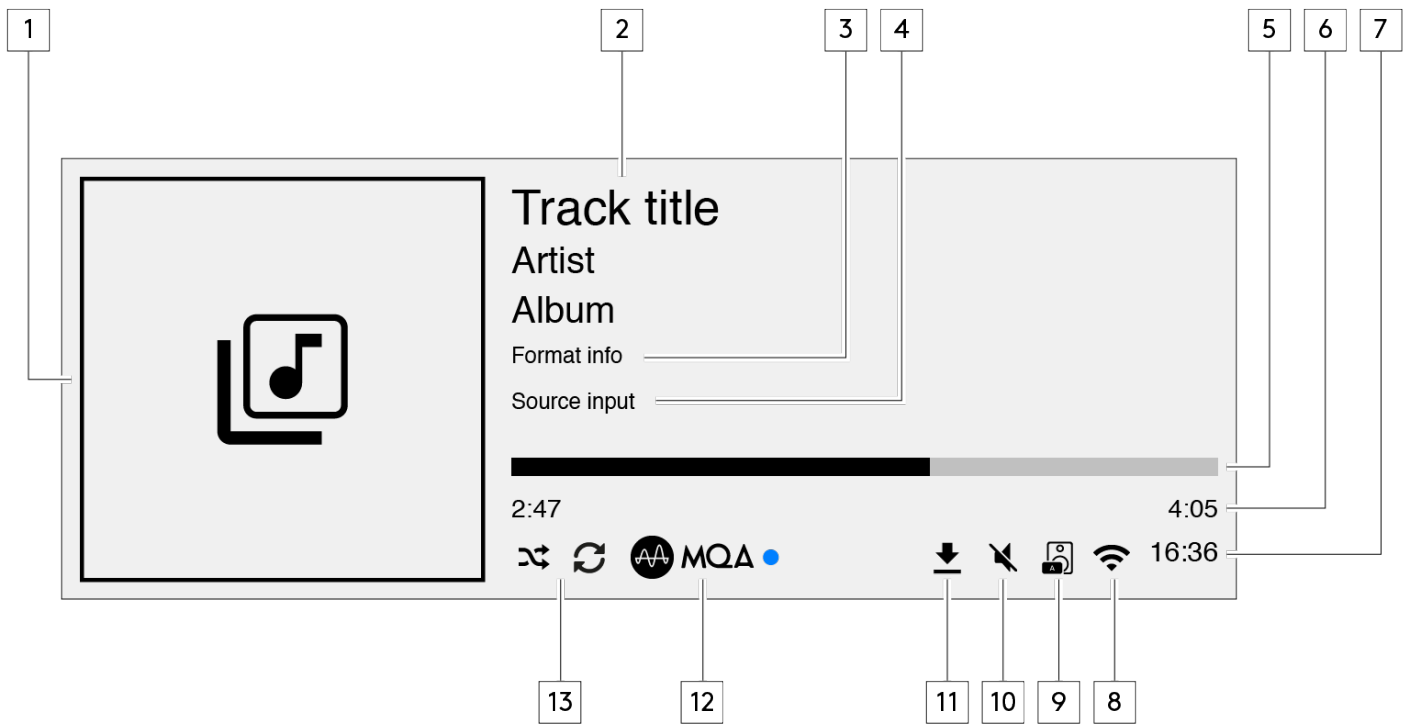 1 2 3 4 5 6 7
Track title
Artist
Album
Format info
Source input
2:47 4:05
MQA 16:36
A
13 12 11 10 9 8